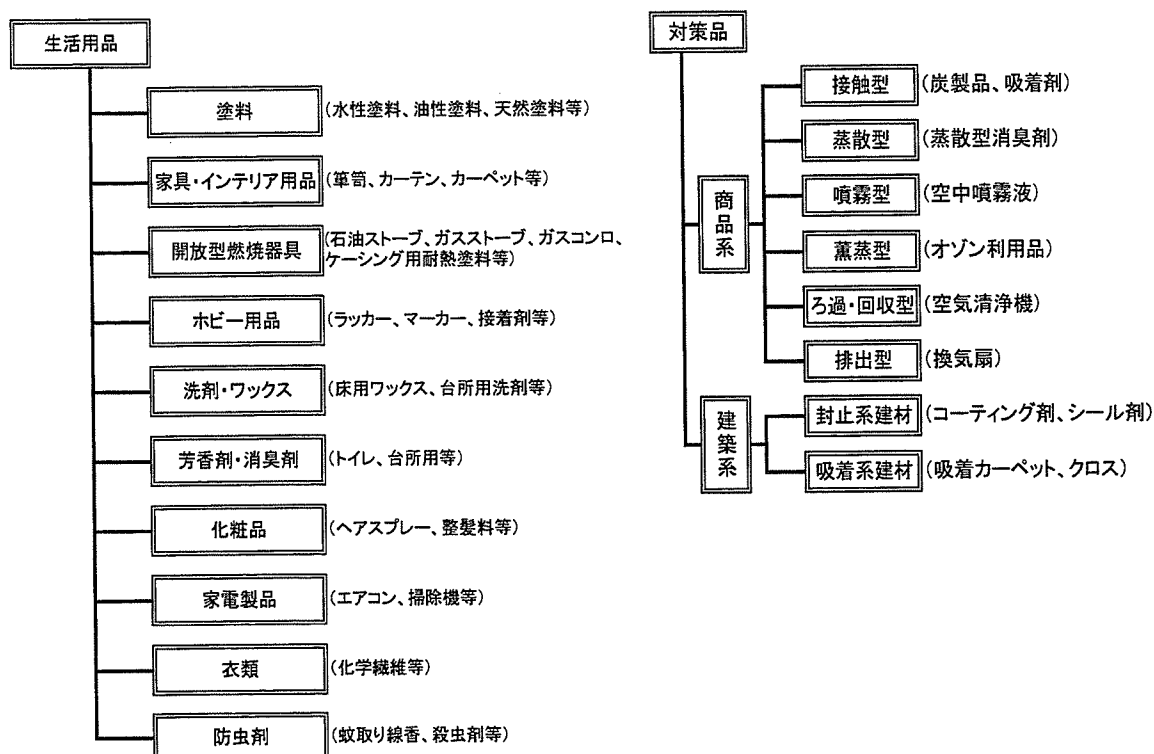 生活用品
塗料
(水性塗料、油性塗料、天然塗料等)
家具・インテリア用品
(箪笥、カーテン、カーペット等)
開放型燃焼器具
(石油ストーブ、ガスストーブ、ガスコンロ、
ケーシング用耐熱塗料等)
ホビー用品
(ラッカー、マーカー、接着剤等)
洗剤・ワックス
(床用ワックス、台所用洗剤等)
芳香剤・消臭剤
(トイレ、台所用等)
化粧品
(ヘアスプレー、整髪料等)
家電製品
(エアコン、掃除機等)
衣類
(化学繊維等)
防虫剤
(蚊取り線香、殺虫剤等)
対策品
商品系
接触型
(炭製品、吸着剤)
蒸散型
(蒸散型消臭剤)
噴霧型
(空中噴霧液)
薫蒸型
(オゾン利用品)
ろ過・回収型
(空気清浄機)
排出型
(換気扇)
建築系
封止系建材
(コーティング剤、シール剤)
吸着系建材
(吸着カーペット、クロス)